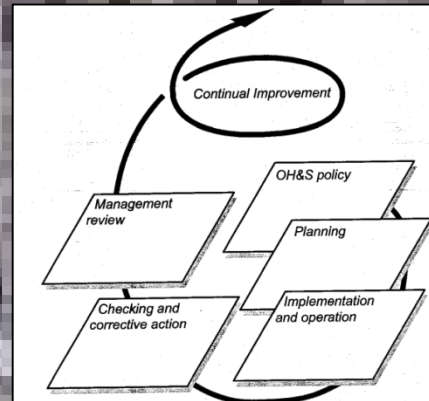 Continual Improvement
OH&S policy
Management
review
Planning
Checking and
corrective action
Implementation
and operation